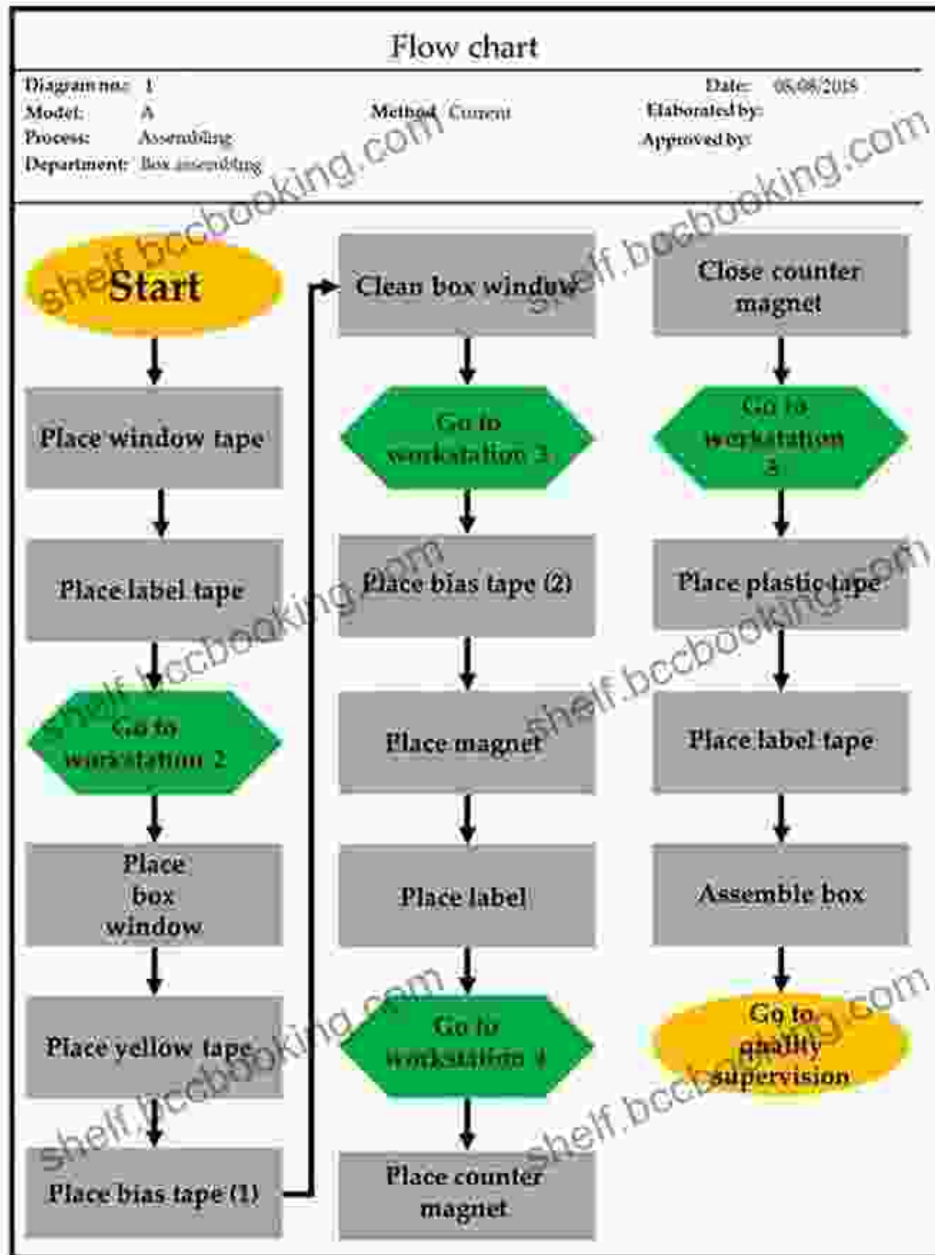 Flow chart
Diagram no.: 1
Date: 08/08/2018
Model: A
Method Current
Elaborated by:
Process: Assembling
Approved by:
Department: Box assembling
Start
Place window tape
Place label tape
Go to
workstation 2
Place
box
window
Place yellow tape
Place bias tape (1)
Clean box window
Go to
workstation 3
Place bias tape (2)
Place magnet
Place label
Go to
workstation 4
Place counter
magnet
Close counter
magnet
Go to
workstation
Place plastic tape
Place label tape
Assemble box
Go to
quality
supervision
shelf.bccbooking.com
shelf.bccbooking.com
shelf.bccbooking.com
shelf.bccbooking.com
shelf.bccbooking.com
shelf.bccbooking.com